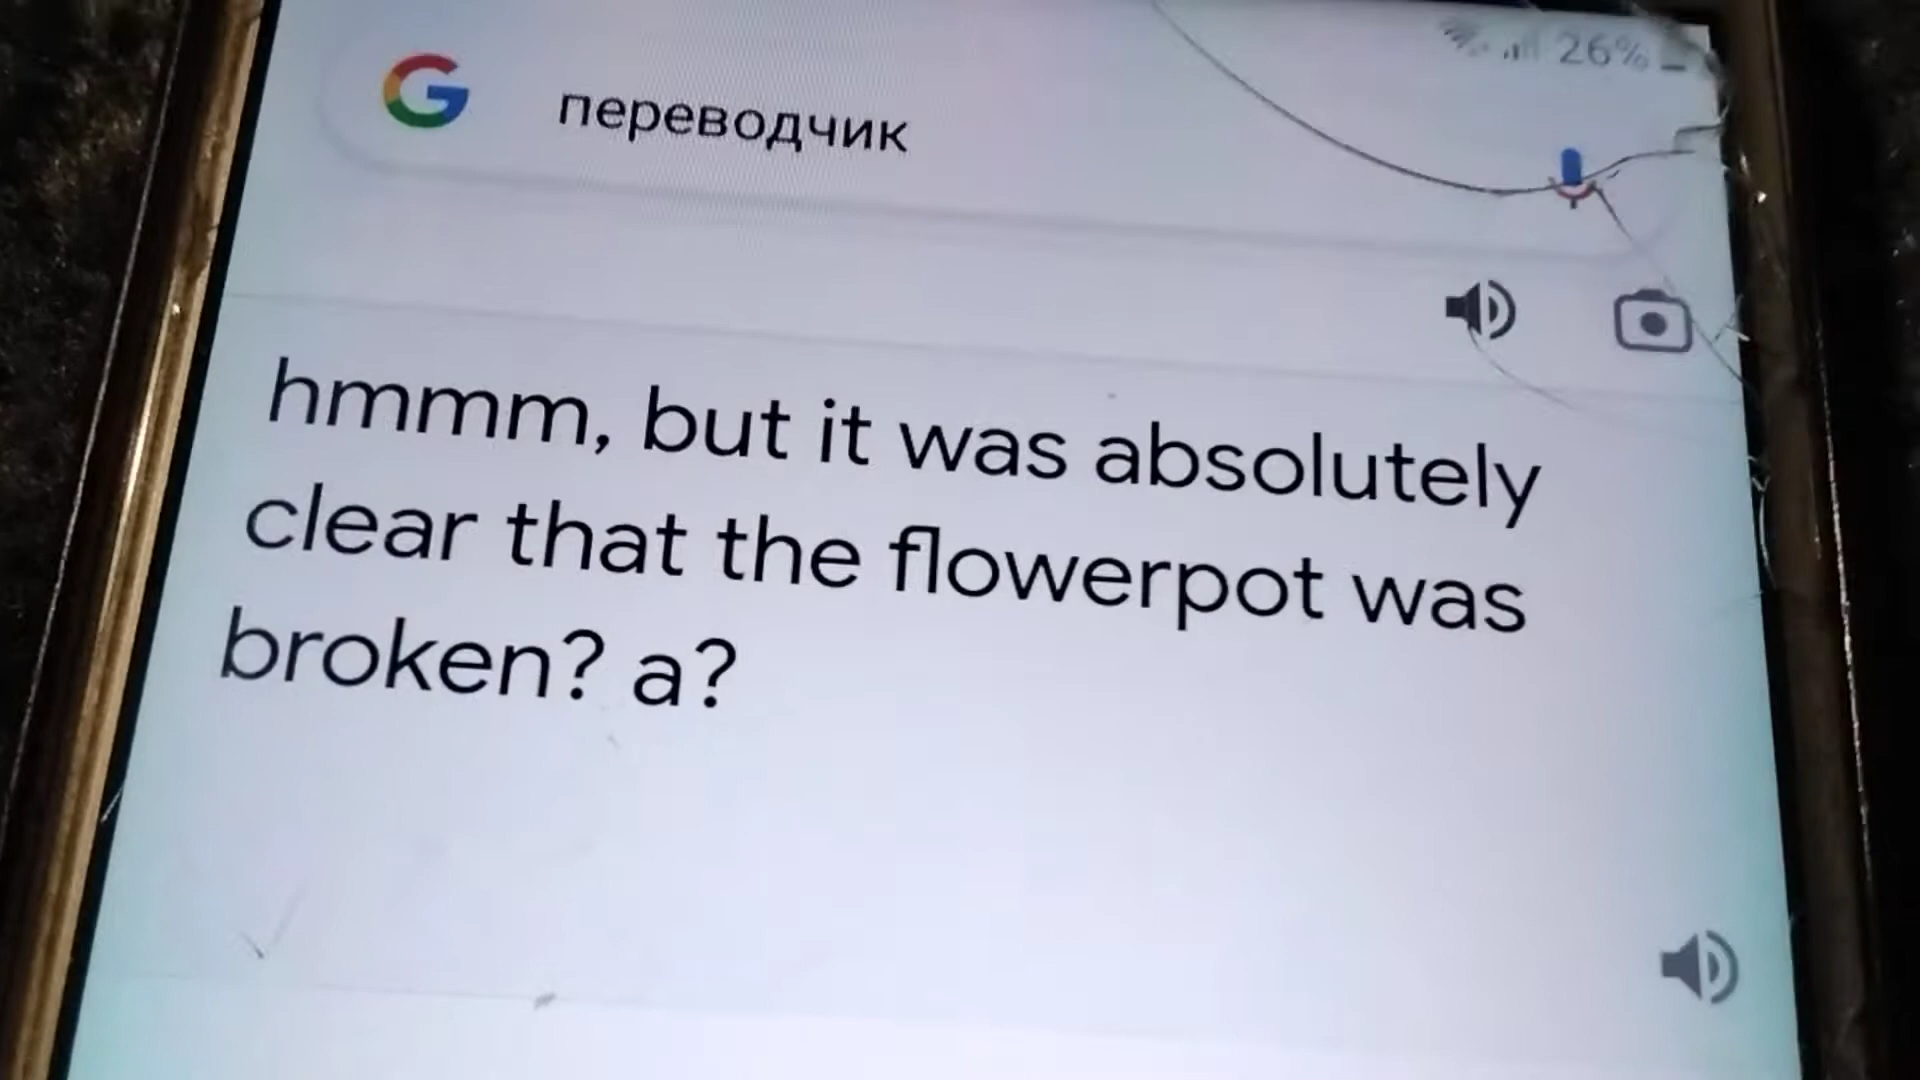 26%
переводчик
hmmm, but it was absolutely
clear that the flowerpot was
broken? a?